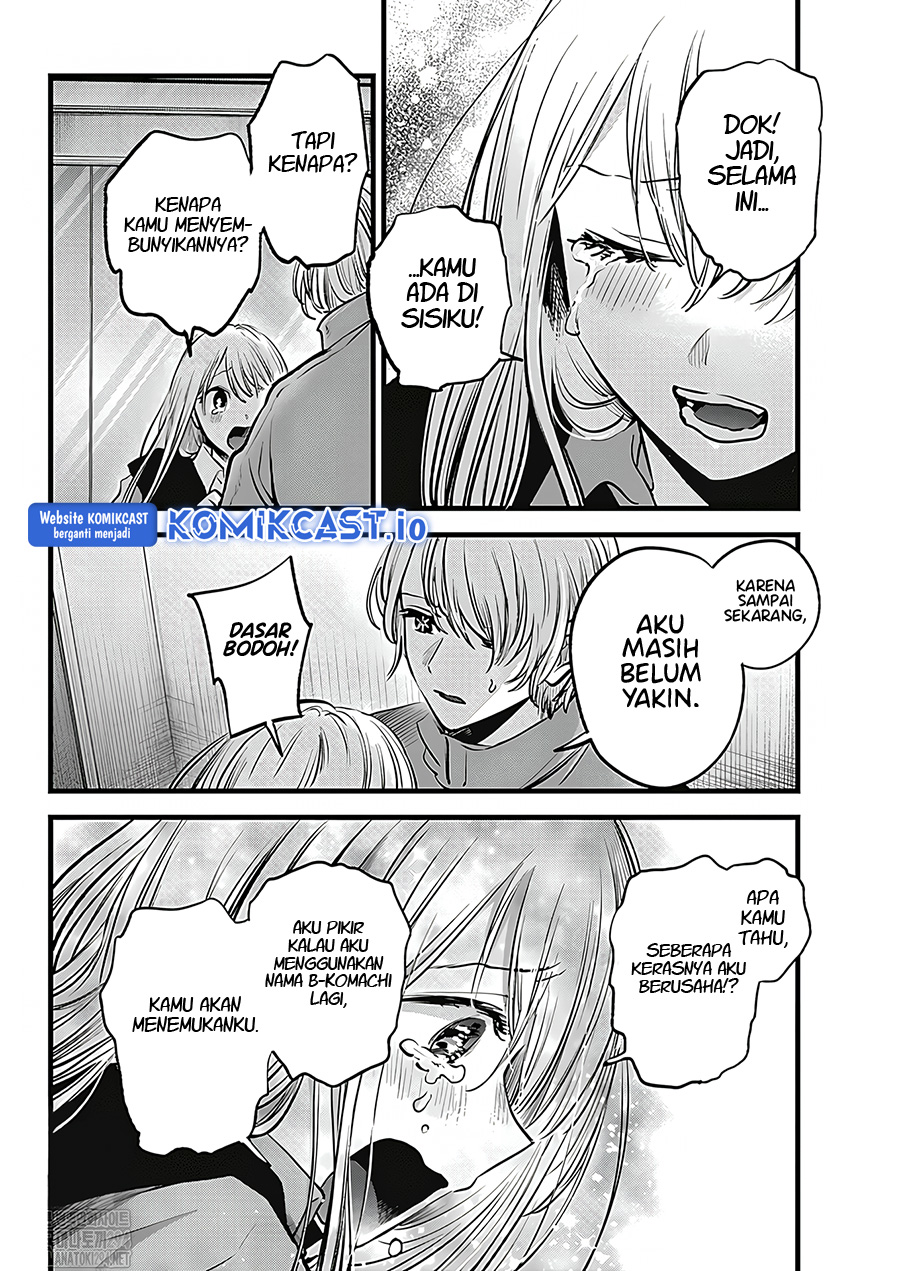 DOK!
JADI,
SELAMA
INI...
...KAMU
ADA DI
SISIKU!
TAPI
KENAPA?
KENAPA
KAMU MENYEM-
BUNYIKANNYA?
Website KOMIKCAST
berganti menjadi
KOMIKCAST.io
KARENA
SAMPAI
SEKARANG,
AKU
MASIH
BELUM
YAKIN.
DASAR
BODOH!
APA
KAMU
TAHU,
SEBERAPA
KERASNYA AKU
BERUSAHA!?
AKU PIKIR
KALAU AKU
MENGGUNAKAN
NAMA B-KOMACHI
LAGI,
KAMU AKAN
MENEMUKANKU.